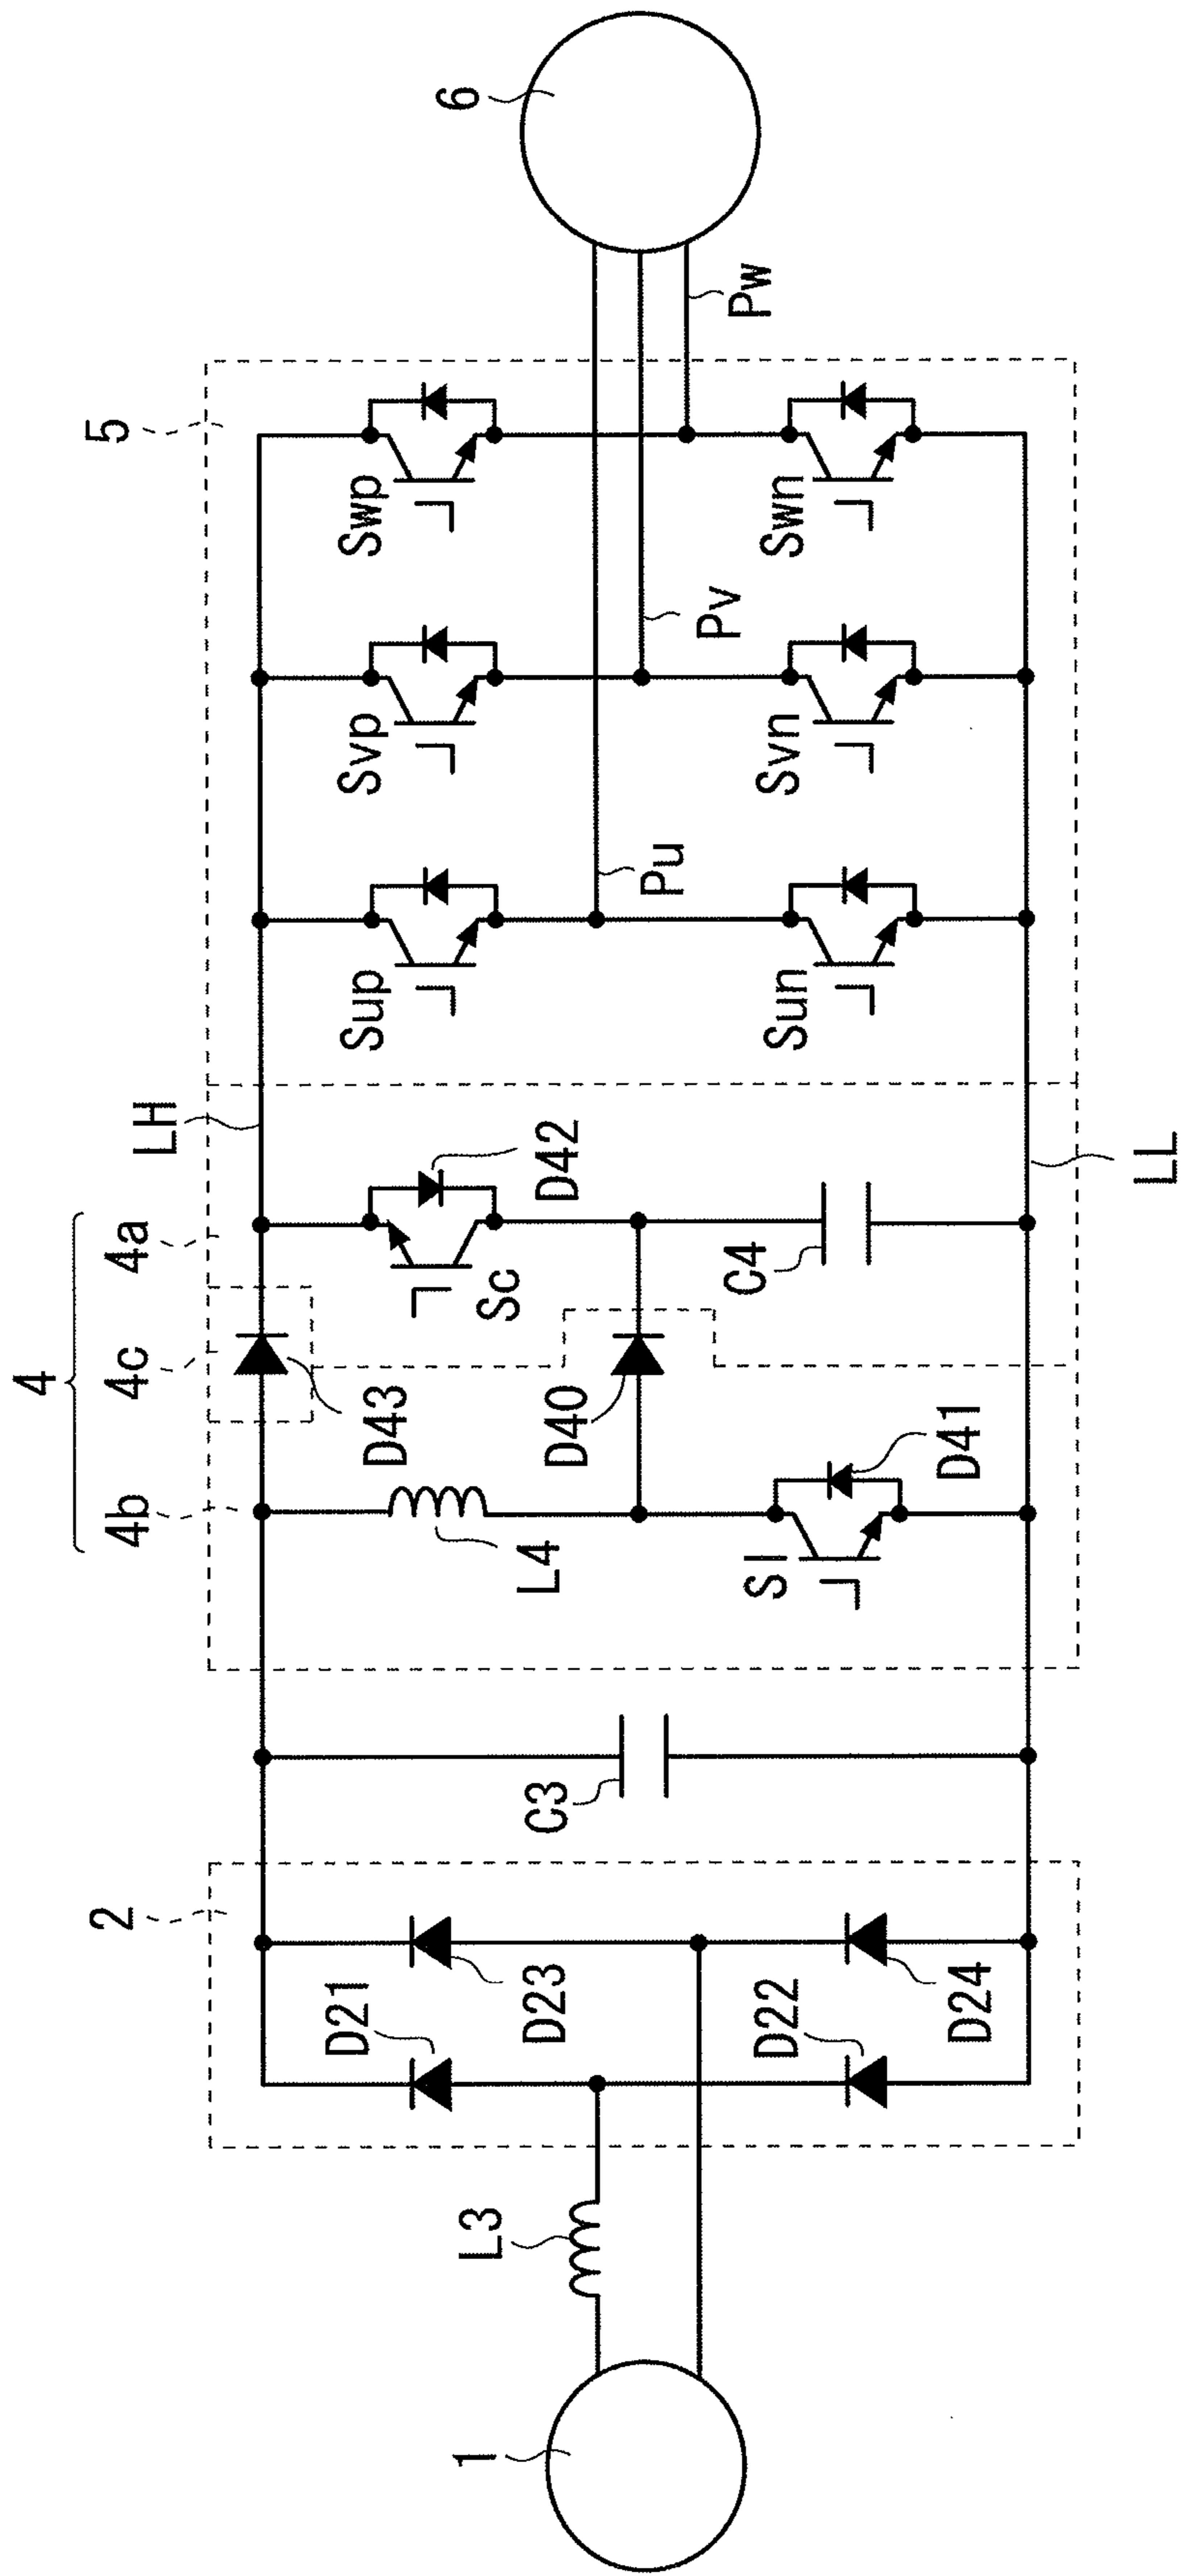 4
4b
4c
4a
LH
5
2
D21
D23
D22
D24
L3
1
C3
L4
D43
D40
Sl
D41
Sc
D42
C4
LL
Sup
Svp
Swp
Sun
Svn
Swn
Pu
Pv
Pw
6